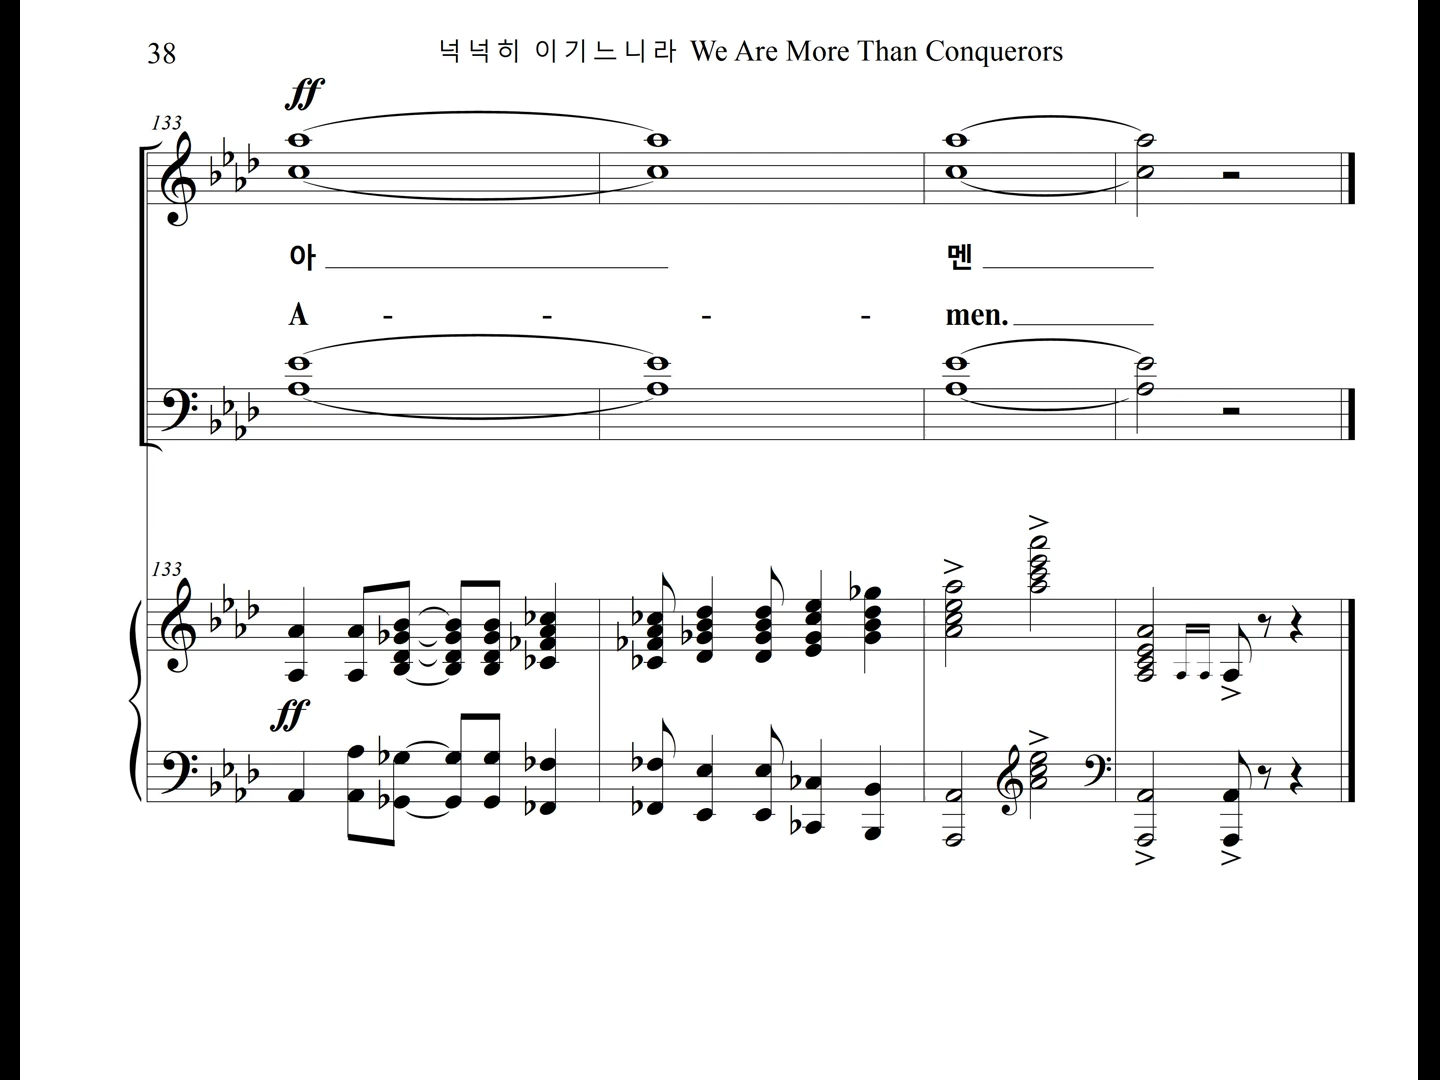 38
넉넉히 이기느니라 We Are More Than Conquerors
ff
133
아
멘
A - - - - men.
133
ff